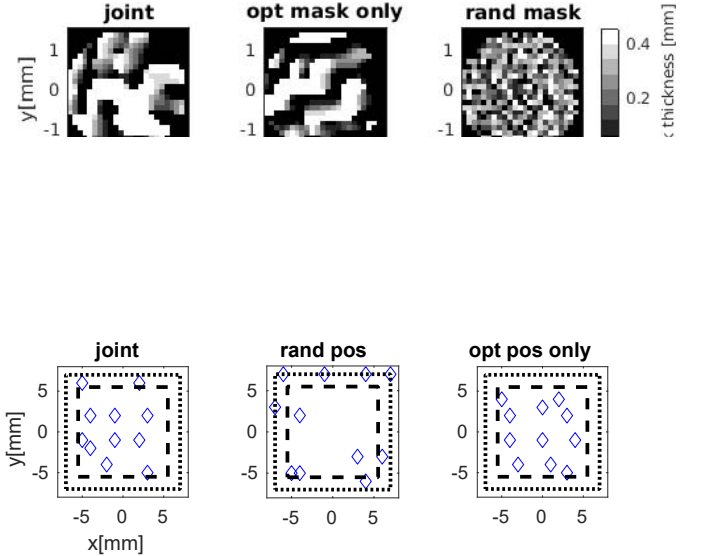 joint opt mask only rand mask
y[mm]
1 0 -1
1 0 -1
1 0 -1
0.4 0.2
thickness [mm]
joint rand pos opt pos only
y[mm]
5 0 -5
5 0 -5
5 0 -5
-5 0 5
-5 0 5
-5 0 5
x[mm]